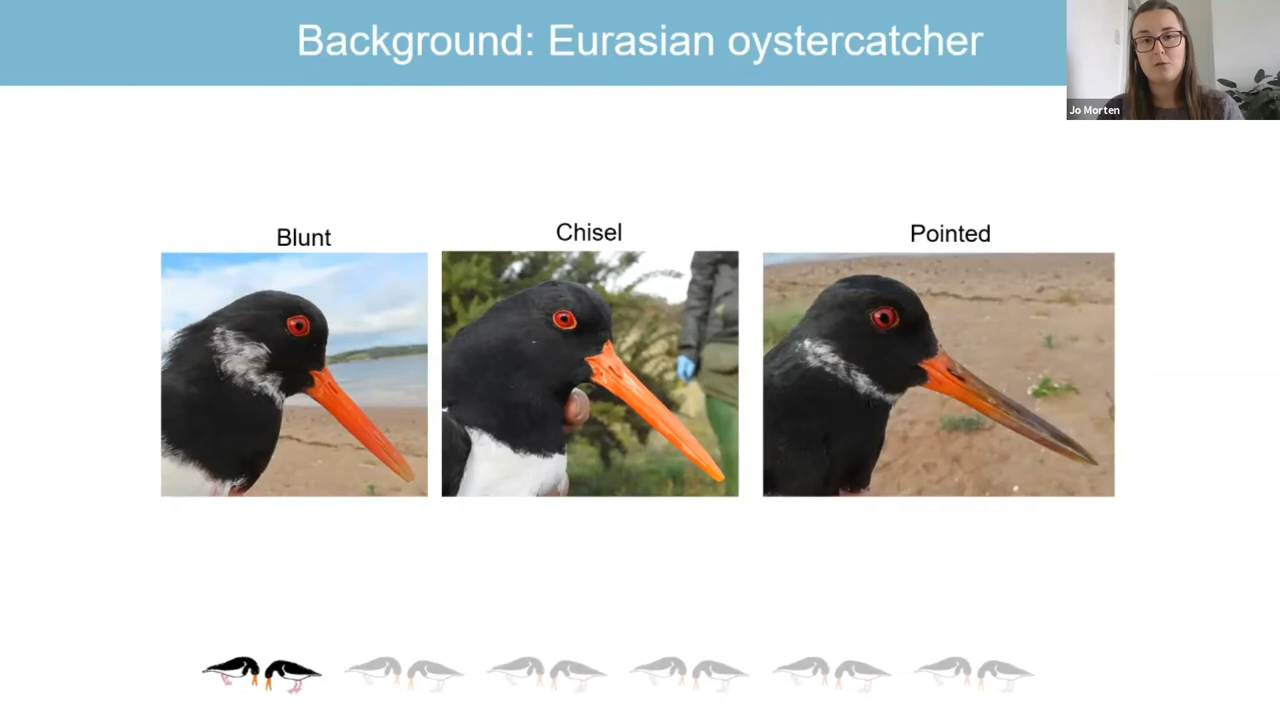 Background: Eurasian oystercatcher
Jo Morten
Blunt
Chisel
Pointed